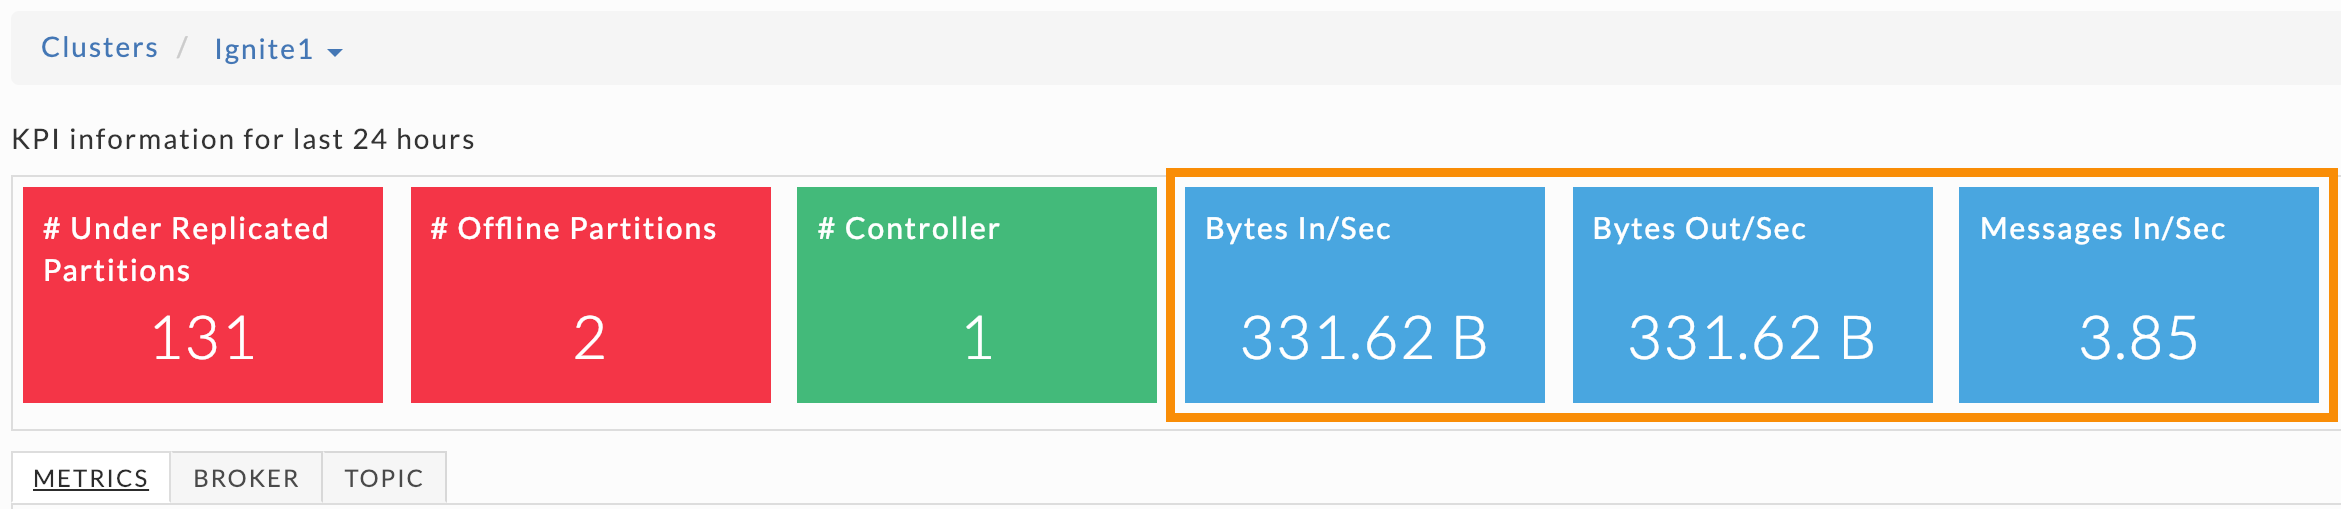 Clusters / Ignite1
KPI information for last 24 hours
# Under Replicated
Partitions
131
# Offline Partitions
2
# Controller
1
Bytes In/Sec
331.62 B
Bytes Out/Sec
331.62 B
Messages In/Sec
3.85
METRICS BROKER TOPIC